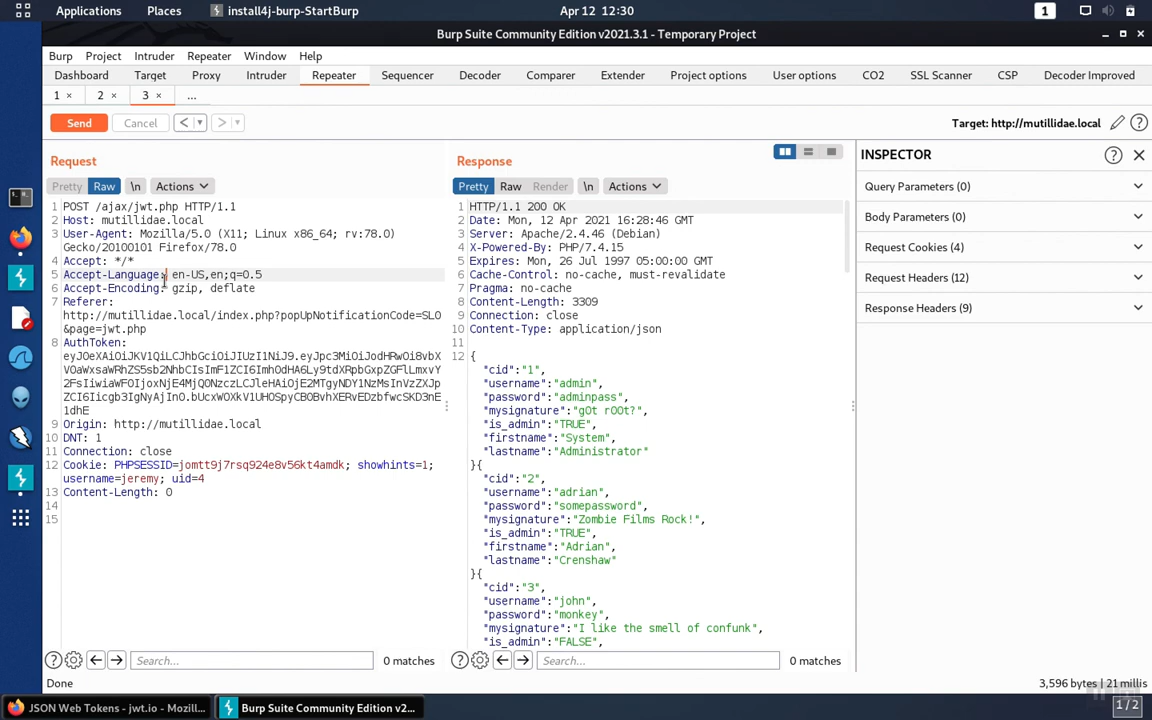 Applications Places install4j-burp-StartBurp Apr 12 12:30 1
Burp Suite Community Edition v2021.3.1 - Temporary Project
Burp Project Intruder Repeater Window Help
Dashboard Target Proxy Intruder Repeater Sequencer Decoder Comparer Extender Project options User options CO2 SSL Scanner CSP Decoder Improved
1 × 2 × 3 × ...
Send Cancel < > Target: http://mutillidae.local
Request
Pretty Raw \n Actions
1 POST /ajax/jwt.php HTTP/1.1
2 Host: mutillidae.local
3 User-Agent: Mozilla/5.0 (X11; Linux x86_64; rv:78.0)
Gecko/20100101 Firefox/78.0
4 Accept: */*
5 Accept-Language: en-US,en;q=0.5
6 Accept-Encoding: gzip, deflate
7 Referer:
http://mutillidae.local/index.php?popUpNotificationCode=SL0
&page=jwt.php
8 AuthToken:
9 Origin: http://mutillidae.local
10 DNT: 1
11 Connection: close
12 Cookie: PHPSESSID=jomtt9j7rsq924e8v56kt4amdk; showhints=1;
username=jeremy; uid=4
13 Content-Length: 0
14
15
Search... 0 matches
Response
Pretty Raw Render \n Actions
1 HTTP/1.1 200 OK
2 Date: Mon, 12 Apr 2021 16:28:46 GMT
3 Server: Apache/2.4.46 (Debian)
4 X-Powered-By: PHP/7.4.15
5 Expires: Mon, 26 Jul 1997 05:00:00 GMT
6 Cache-Control: no-cache, must-revalidate
7 Pragma: no-cache
8 Content-Length: 3309
9 Connection: close
10 Content-Type: application/json
11
12 {
"cid":"1",
"username":"admin",
"password":"adminpass",
"mysignature":"g0t r00t?",
"is_admin":"TRUE",
"firstname":"System",
"lastname":"Administrator"
}{
"cid":"2",
"username":"adrian",
"password":"somepassword",
"mysignature":"Zombie Films Rock!",
"is_admin":"TRUE",
"firstname":"Adrian",
"lastname":"Crenshaw"
}{
"cid":"3",
"username":"john",
"password":"monkey",
"mysignature":"I like the smell of confunk",
"is_admin":"FALSE",
Search... 0 matches
INSPECTOR
Query Parameters (0)
Body Parameters (0)
Request Cookies (4)
Request Headers (12)
Response Headers (9)
Done 3,596 bytes | 21 millis
JSON Web Tokens - jwt.io - Mozill... Burp Suite Community Edition v2... 1/2